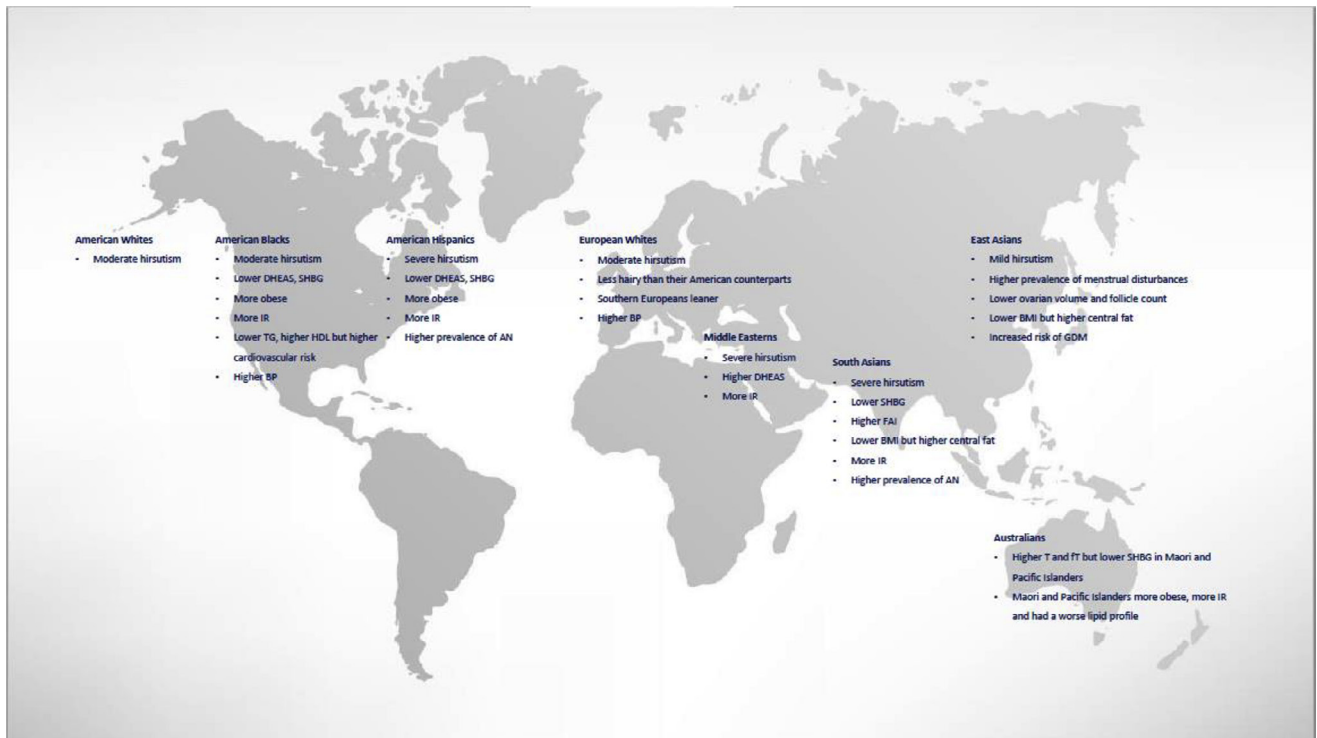 American Whites
• Moderate hirsutism
American Blacks
• Moderate hirsutism
• Lower DHEAS, SHBG
• More obese
• More IR
• Lower TG, higher HDL but higher
cardiovascular risk
• Higher BP
American Hispanics
• Severe hirsutism
• Lower DHEAS, SHBG
• More obese
• More IR
• Higher prevalence of AN
European Whites
• Moderate hirsutism
• Less hairy than their American counterparts
• Southern Europeans leaner
• Higher BP
Middle Easterns
• Severe hirsutism
• Higher DHEAS
• More IR
South Asians
• Severe hirsutism
• Lower SHBG
• Higher FAI
• Lower BMI but higher central fat
• More IR
• Higher prevalence of AN
East Asians
• Mild hirsutism
• Higher prevalence of menstrual disturbances
• Lower ovarian volume and follicle count
• Lower BMI but higher central fat
• Increased risk of GDM
Australians
• Higher T and fT but lower SHBG in Maori and
Pacific Islanders
• Maori and Pacific Islanders more obese, more IR
and had a worse lipid profile